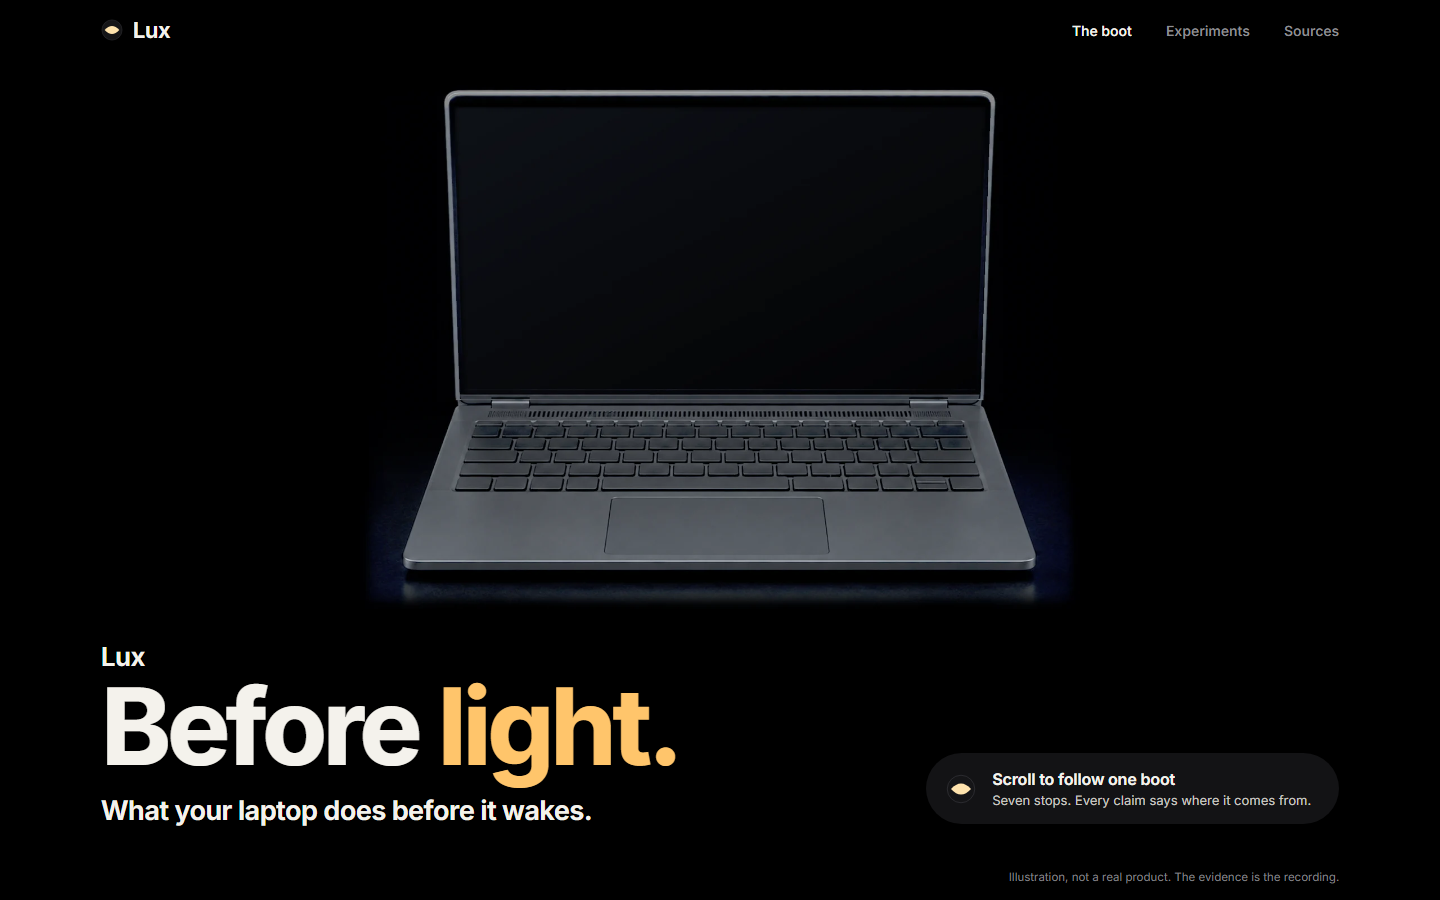 Lux
The boot
Experiments
Sources
Lux
Before light.
What your laptop does before it wakes.
Scroll to follow one boot
Seven stops. Every claim says where it comes from.
Illustration, not a real product. The evidence is the recording.